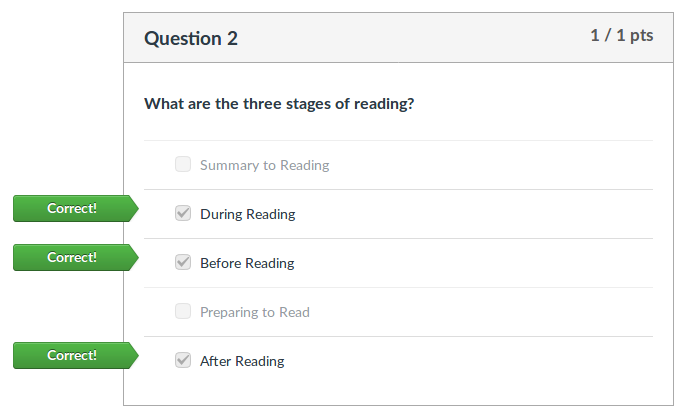 Question 2 1 / 1 pts
What are the three stages of reading?
Summary to Reading
Correct! During Reading
Correct! Before Reading
Preparing to Read
Correct! After Reading